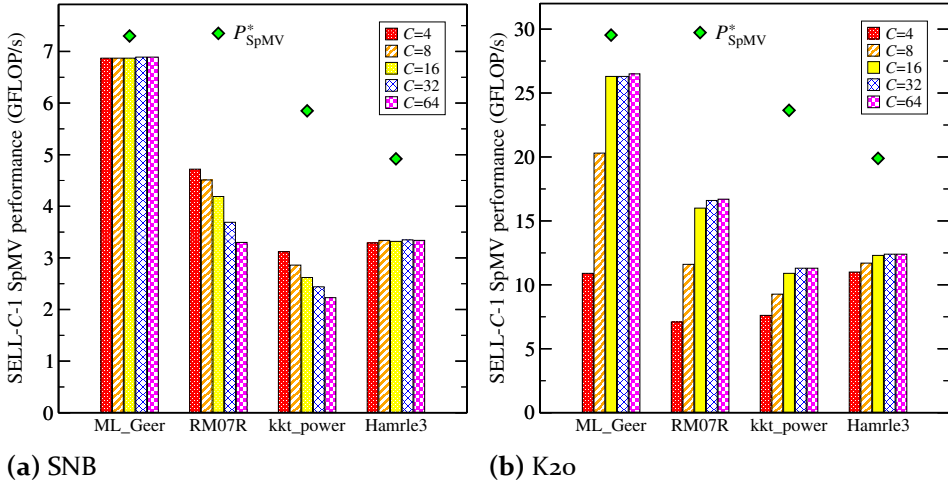 SELL-C-1 SpMV performance (GFLOP/s)
7
6
5
4
3
2
1
0
P*SpMV
C=4
C=8
C=16
C=32
C=64
ML_Geer RM07R kkt_power Hamrle3
(a) SNB
SELL-C-1 SpMV performance (GFLOP/s)
30
25
20
15
10
5
0
P*SpMV
C=4
C=8
C=16
C=32
C=64
ML_Geer RM07R kkt_power Hamrle3
(b) K20